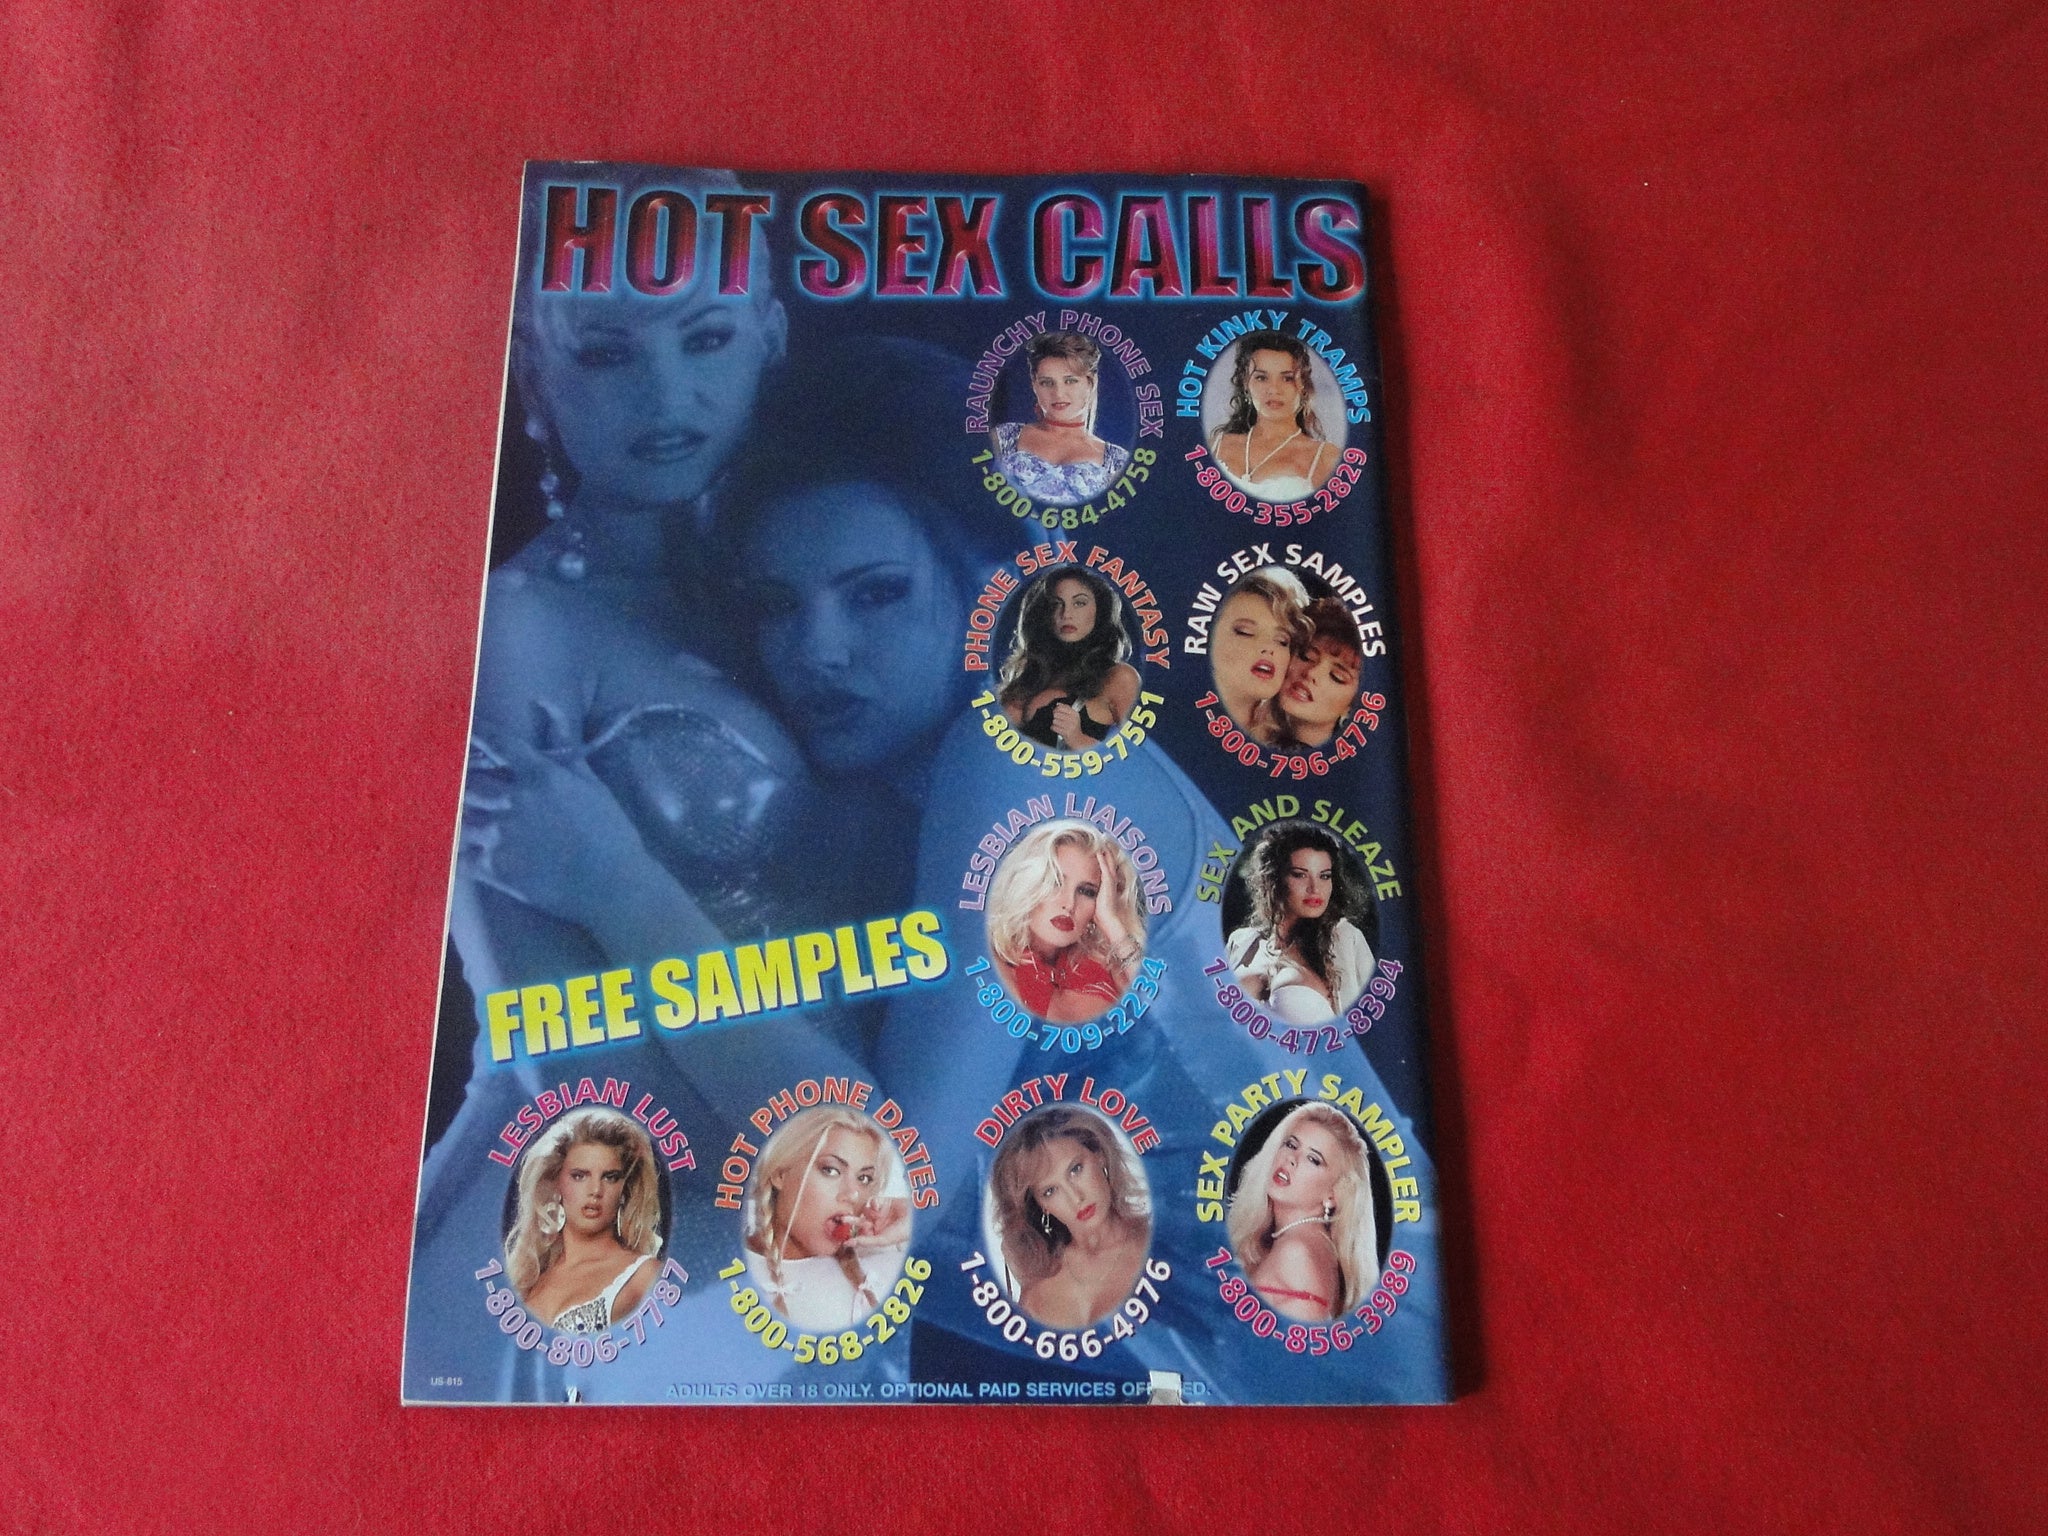 HOT SEX CALLS
RAUNCHY PHONE SEX
1-800-684-4758
HOT KINKY TRAMPS
1-800-355-2829
PHONE SEX FANTASY
1-800-559-7551
RAW SEX SAMPLES
1-800-796-4736
LESBIAN LIAISONS
1-800-709-2234
SEX AND SLEAZE
1-800-472-8394
FREE SAMPLES
LESBIAN LUST
1-800-806-7787
HOT PHONE DATES
1-800-568-2826
DIRTY LOVE
1-800-666-4976
SEX PARTY SAMPLER
1-800-856-3989
US-815
ADULTS OVER 18 ONLY. OPTIONAL PAID SERVICES